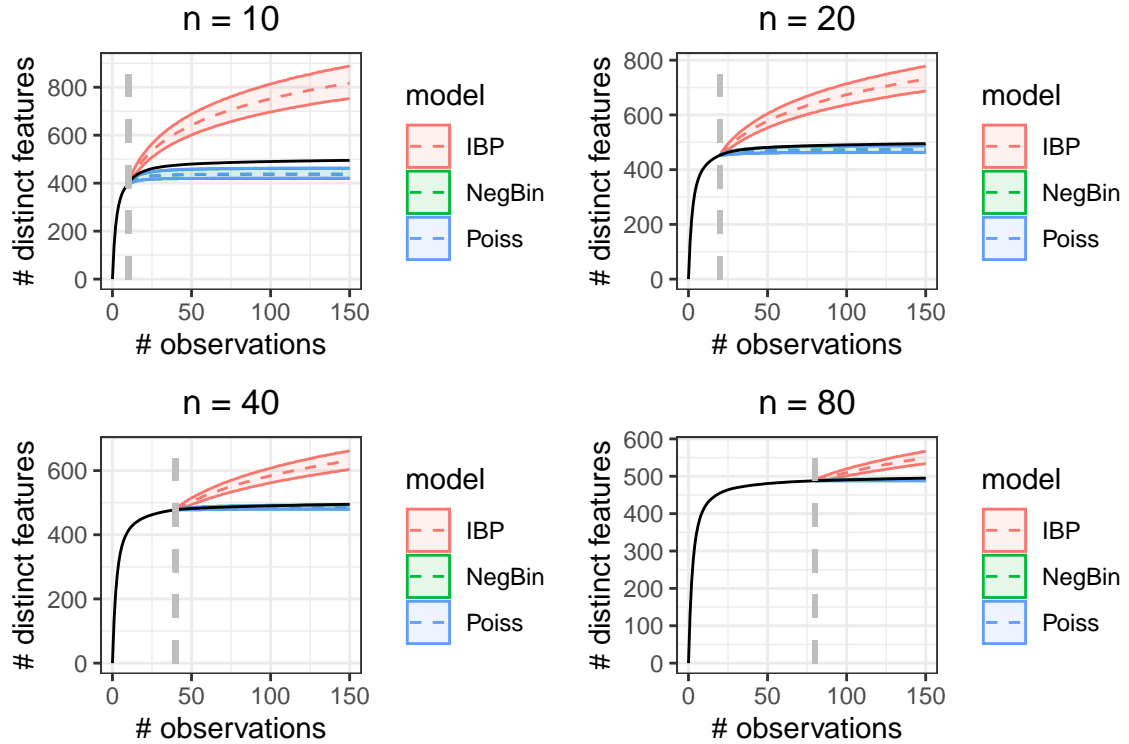 n = 10
# distinct features
800
600
400
200
0
0 50 100 150
# observations
model
IBP
NegBin
Poiss
n = 20
# distinct features
800
600
400
200
0
0 50 100 150
# observations
model
IBP
NegBin
Poiss
n = 40
# distinct features
600
400
200
0
0 50 100 150
# observations
model
IBP
NegBin
Poiss
n = 80
# distinct features
600
500
400
300
200
100
0
0 50 100 150
# observations
model
IBP
NegBin
Poiss